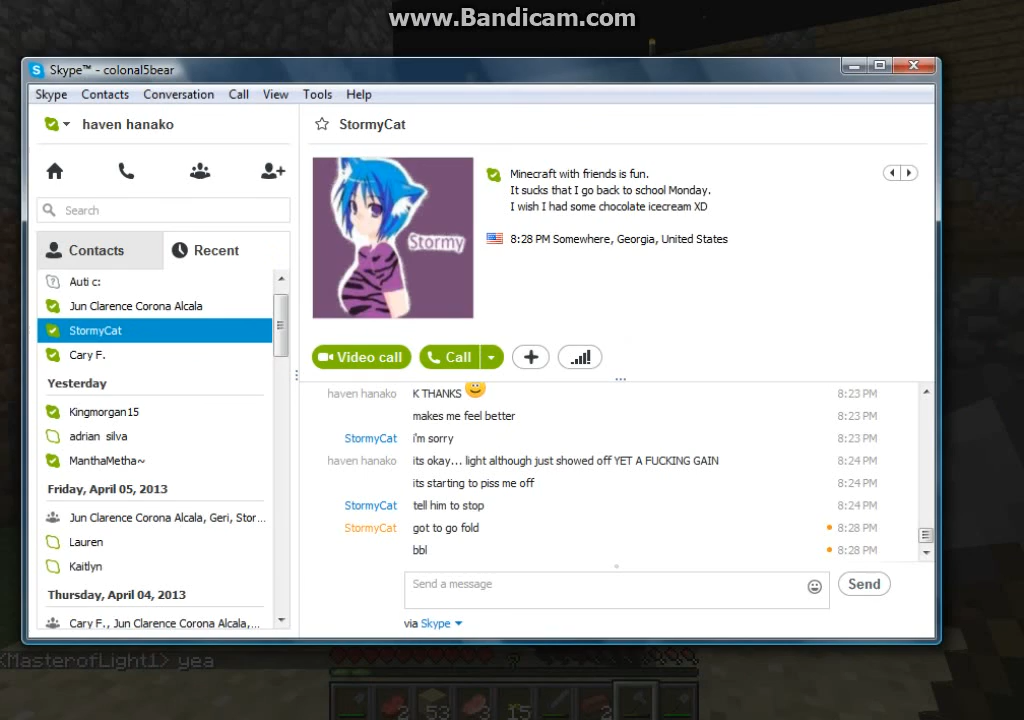 www.Bandicam.com
Skype™ - colonal5bear
Skype Contacts Conversation Call View Tools Help
haven hanako
StormyCat
Minecraft with friends is fun.
It sucks that I go back to school Monday.
I wish I had some chocolate icecream XD
8:28 PM Somewhere, Georgia, United States
Stormy
Search
Contacts
Recent
Auti c:
Jun Clarence Corona Alcala
StormyCat
Cary F.
Yesterday
Kingmorgan15
adrian silva
ManthaMetha~
Friday, April 05, 2013
Jun Clarence Corona Alcala, Geri, Stor...
Lauren
Kaitlyn
Thursday, April 04, 2013
Cary F., Jun Clarence Corona Alcala,...
Video call
Call
haven hanako K THANKS 8:23 PM
makes me feel better 8:23 PM
StormyCat i'm sorry 8:23 PM
haven hanako its okay... light although just showed off YET A FUCKING GAIN 8:24 PM
its starting to piss me off 8:24 PM
StormyCat tell him to stop 8:24 PM
StormyCat got to go fold 8:28 PM
bbl 8:28 PM
Send a message
Send
via Skype
<MasterofLight1> yea
2 53 3 15 2